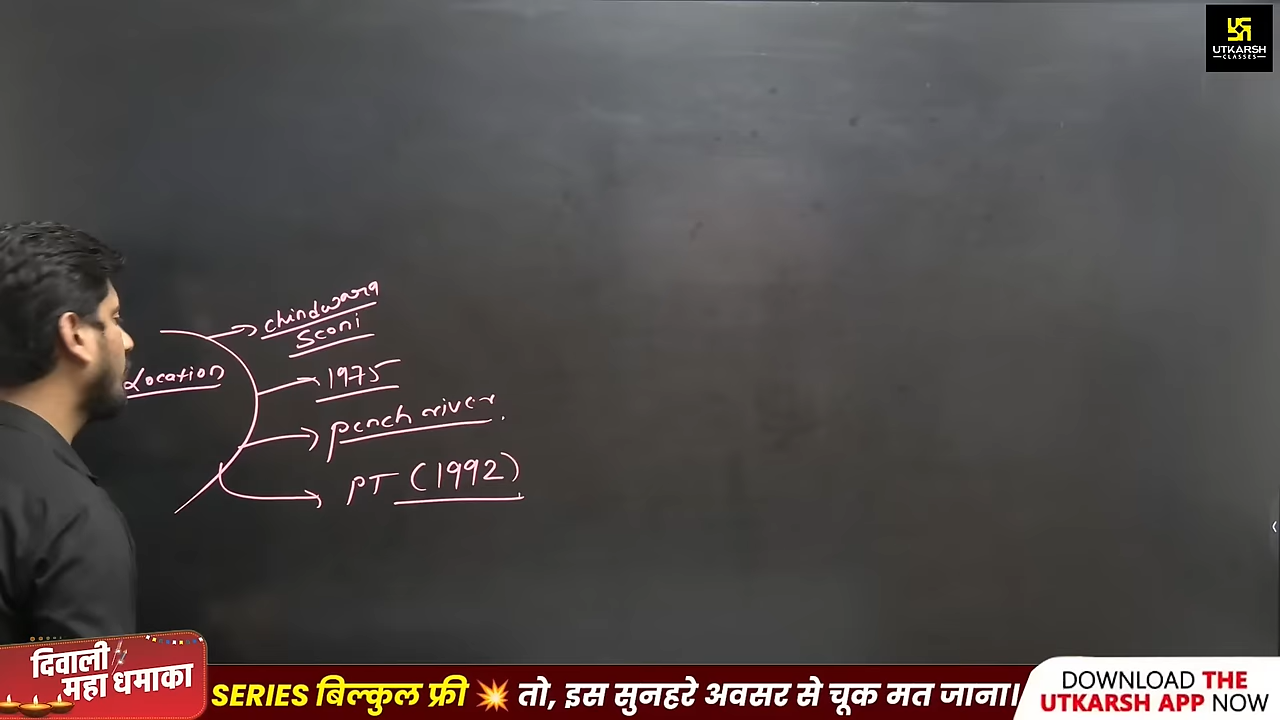 UTKARSH
CLASSES
chindwara
Seoni
Location
1975
pench river.
PT (1992)
दिवाली
महा धमाका
SERIES बिल्कुल फ्री 💥 तो, इस सुनहरे अवसर से चूक मत जाना।
DOWNLOAD THE
UTKARSH APP NOW